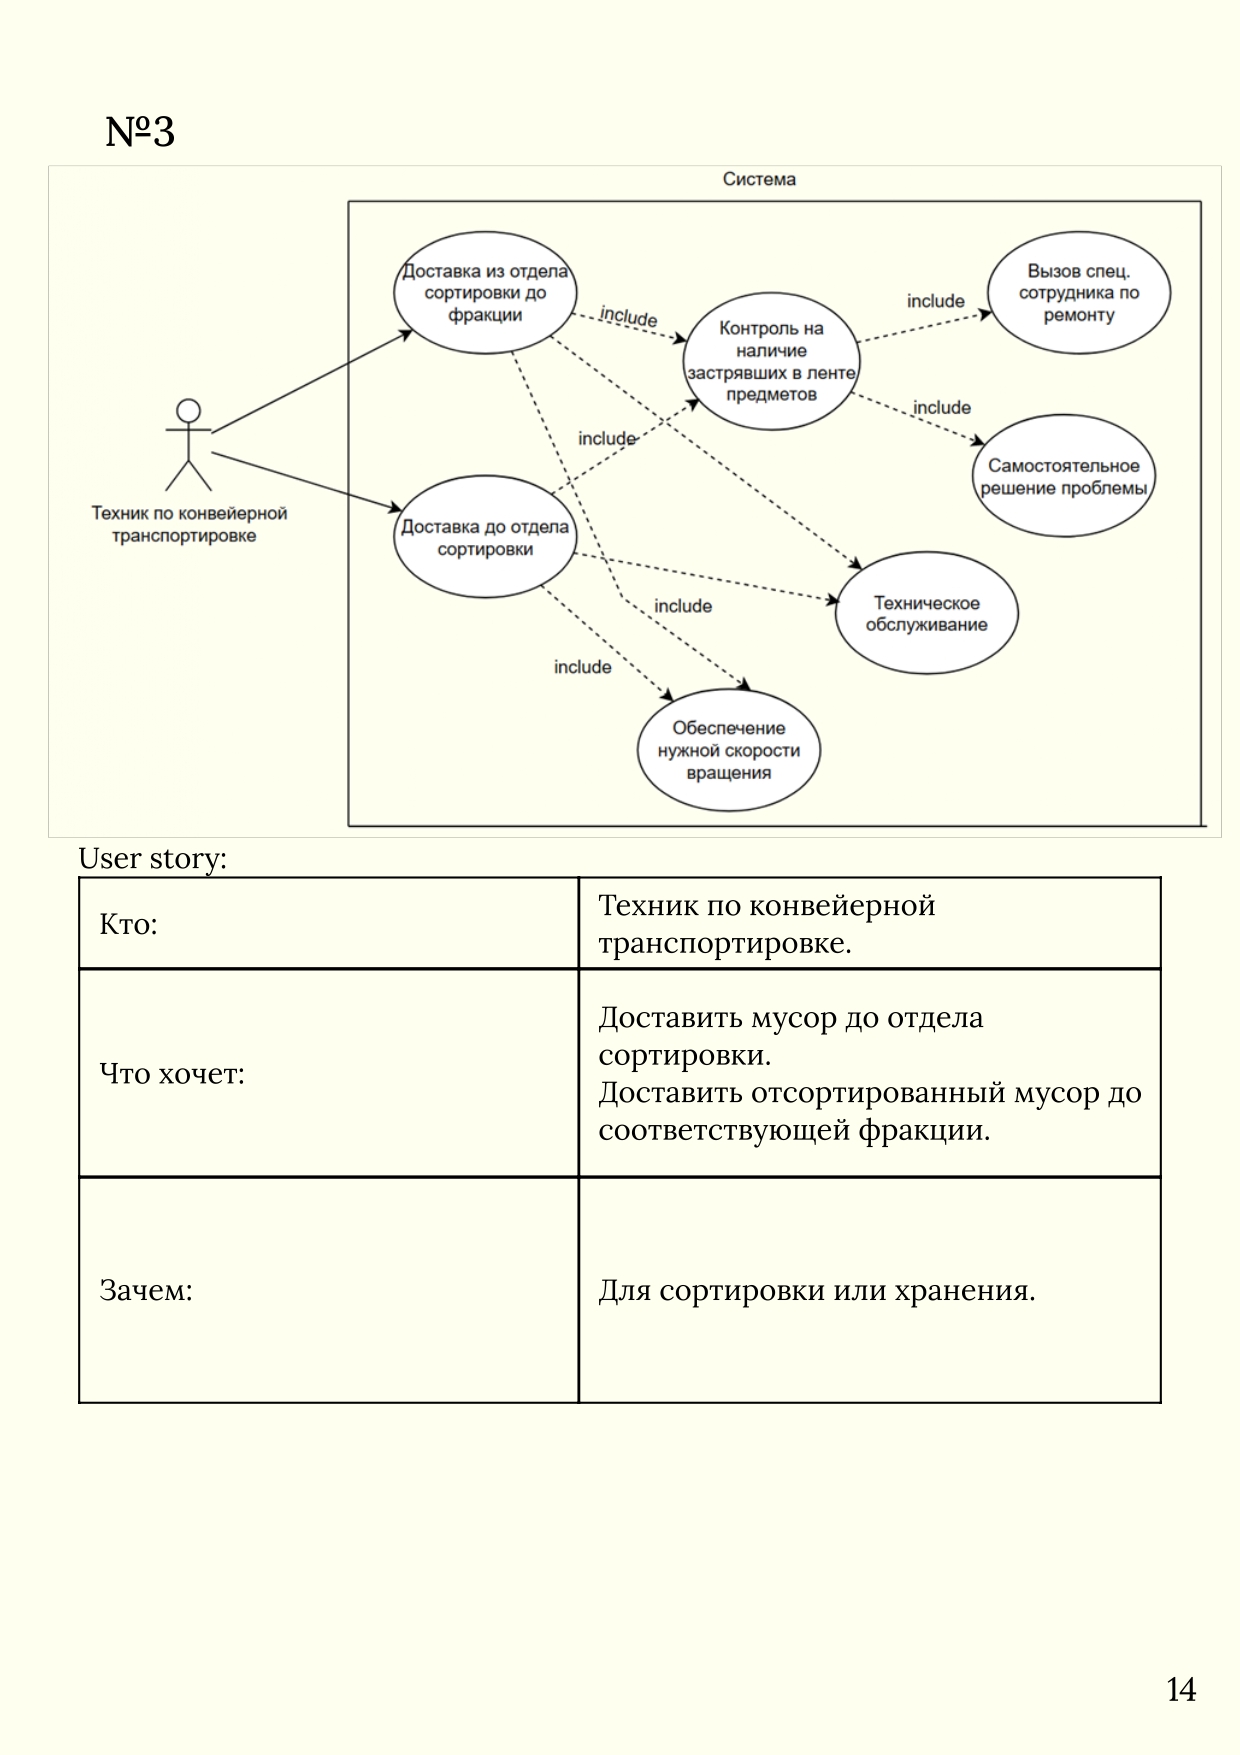 №3
Система
Доставка из отдела
сортировки до
фракции
include
Контроль на
наличие
застрявших в ленте
предметов
include
Вызов спец.
сотрудника по
ремонту
include
Самостоятельное
решение проблемы
include
Техник по конвейерной
транспортировке
Доставка до отдела
сортировки
include
Техническое
обслуживание
include
Обеспечение
нужной скорости
вращения
User story:
Кто:
Техник по конвейерной
транспортировке.
Что хочет:
Доставить мусор до отдела
сортировки.
Доставить отсортированный мусор до
соответствующей фракции.
Зачем:
Для сортировки или хранения.
14